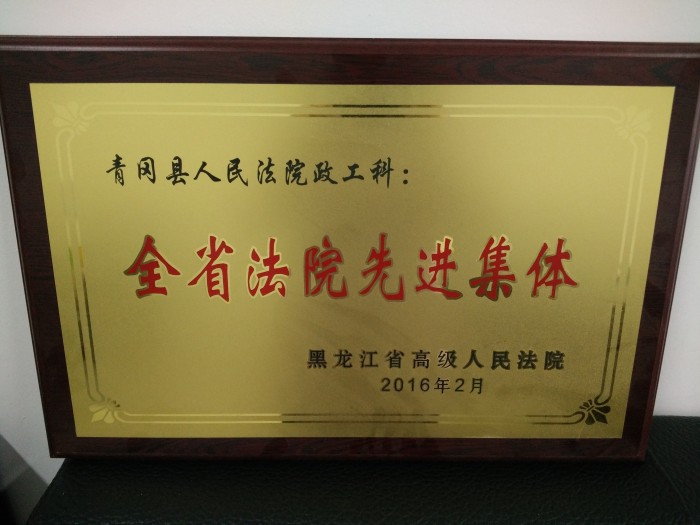 青冈县人民法院政工科：
全省法院先进集体
黑龙江省高级人民法院
2016年2月